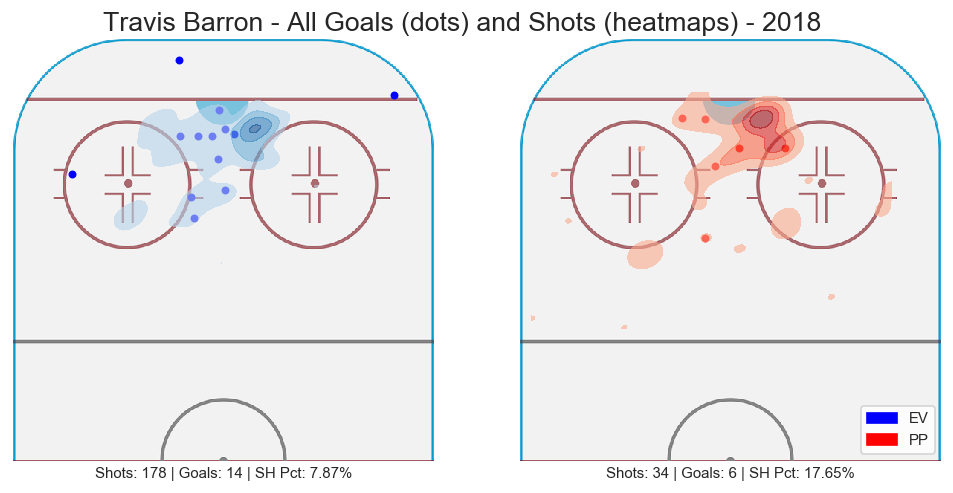 Travis Barron - All Goals (dots) and Shots (heatmaps) - 2018
EV
PP
Shots: 178 | Goals: 14 | SH Pct: 7.87%
Shots: 34 | Goals: 6 | SH Pct: 17.65%